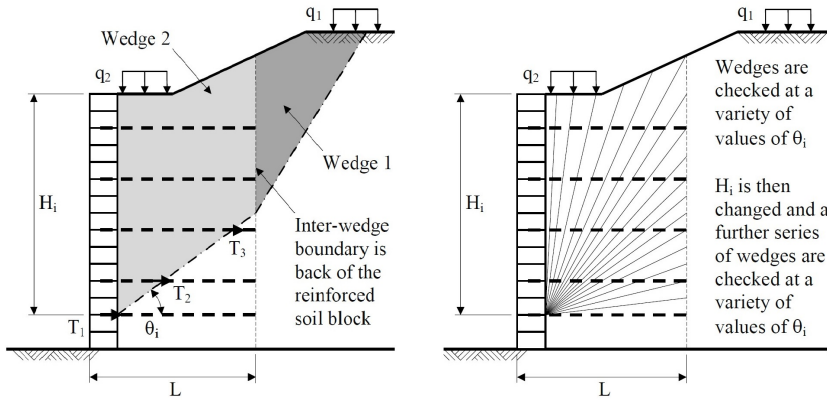 q₁
Wedge 2
q₂
Wedge 1
Hᵢ
Inter-wedge
boundary is
back of the
reinforced
soil block
T₃
T₂
T₁
θᵢ
L
q₁
q₂
Wedges are
checked at a
variety of
values of θᵢ
Hᵢ is then
changed and a
further series
of wedges are
checked at a
variety of
values of θᵢ
Hᵢ
L